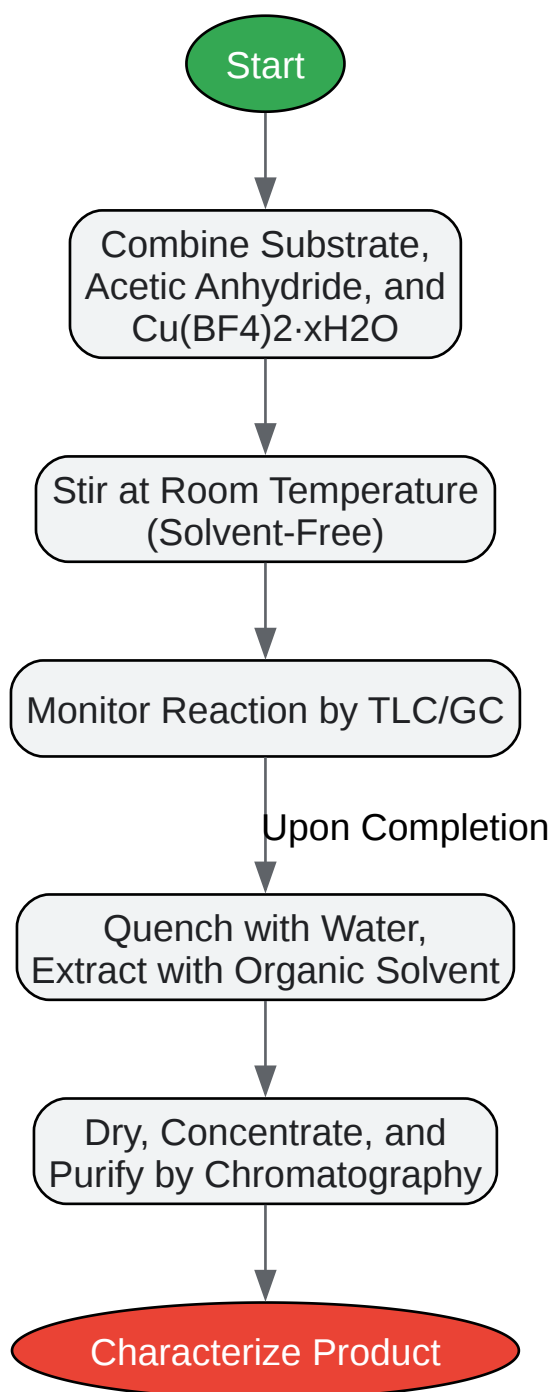 Start
Combine Substrate,
Acetic Anhydride, and
Cu(BF4)2·xH2O
Stir at Room Temperature
(Solvent-Free)
Monitor Reaction by TLC/GC
Upon Completion
Quench with Water,
Extract with Organic Solvent
Dry, Concentrate, and
Purify by Chromatography
Characterize Product